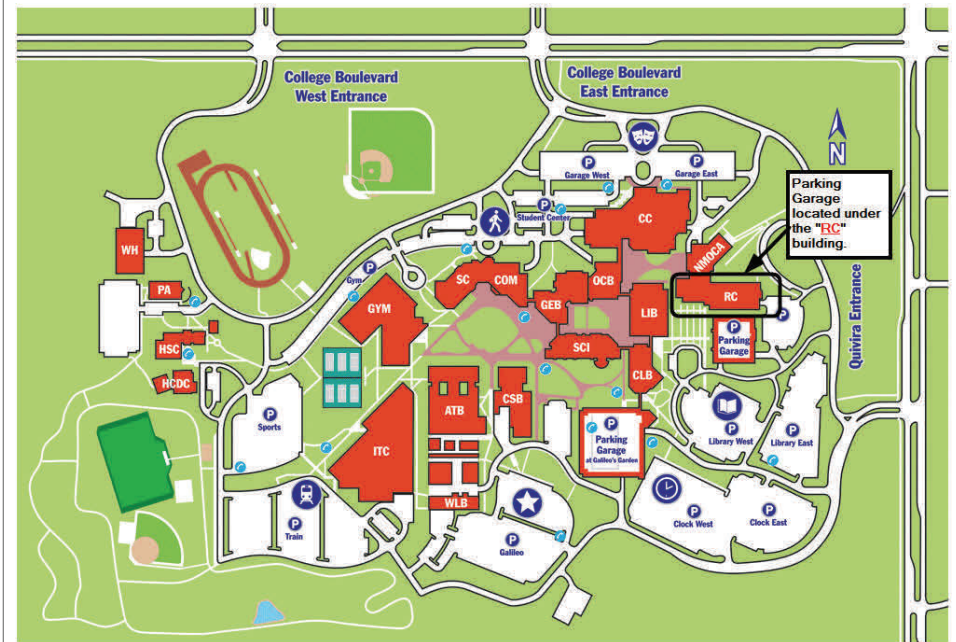 College Boulevard
West Entrance
College Boulevard
East Entrance
N
P
Garage West
P
Garage East
Parking
Garage
located under
the "RC"
building.
P
Student Center
CC
NMOCA
WH
P
Gym
SC
COM
OCB
RC
PA
GYM
GEB
LIB
P
P
Parking
Garage
Quivira Entrance
HSC
SCI
HCDC
CLB
ATB
CSB
P
Sports
ITC
P
Parking
Garage
at Galileo's Garden
P
Library West
P
Library East
WLB
P
Train
P
Galileo
P
Clock West
P
Clock East